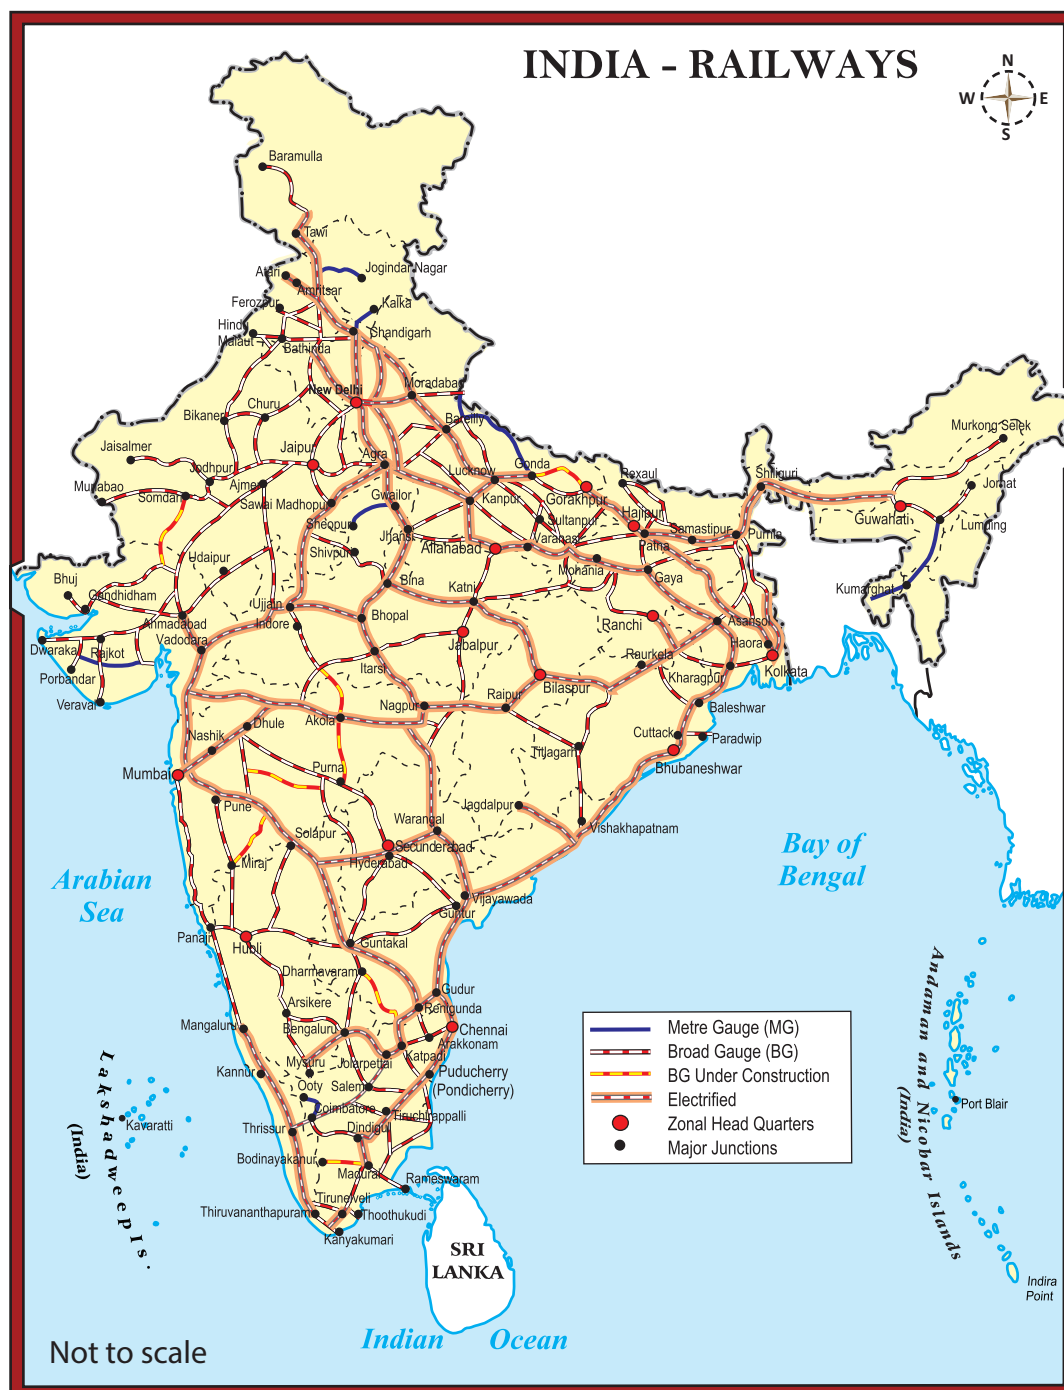 INDIA - RAILWAYS
N
W
E
S
Baramulla
Tawi
Jogindar Nagar
Atari
Amritsar
Ferozpur
Kalka
Hindu
Malaut
Chandigarh
Bathinda
New Delhi
Moradabad
Bikaner
Churu
Bareilly
Murkong Selek
Jaisalmer
Jaipur
Agra
Jodhpur
Lucknow
Gonda
Rexaul
Shiliguri
Jorhat
Munabao
Somdari
Ajmer
Sawai Madhopur
Gwailor
Kanpur
Gorakhpur
Hajipur
Guwahati
Lumding
Sheopur
Jhansi
Sultanpur
Samastipur
Purnia
Shivpuri
Allahabad
Varanasi
Patna
Udaipur
Mohania
Gaya
Bhuj
Gandhidham
Bina
Katni
Kumarghat
Ahmadabad
Ujjain
Indore
Bhopal
Ranchi
Asansol
Dwaraka
Rajkot
Vadodara
Jabalpur
Haora
Porbandar
Itarsi
Raurkela
Kharagpur
Kolkata
Veraval
Nagpur
Raipur
Bilaspur
Baleshwar
Dhule
Akola
Nashik
Cuttack
Paradwip
Titlagarh
Mumbai
Purna
Bhubaneshwar
Pune
Jagdalpur
Warangal
Vishakhapatnam
Solapur
Secunderabad
Hyderabad
Miraj
Bay of
Bengal
Arabian
Sea
Vijayawada
Guntur
Panaji
Hubli
Guntakal
Dharmavaram
Gudur
Arsikere
Renigunda
Mangaluru
Bengaluru
Chennai
Arakkonam
Mysuru
Jolarpettai
Katpadi
Kannur
Ooty
Salem
Puducherry
(Pondicherry)
Coimbatore
Tiruchirappalli
Thrissur
Dindigul
Bodinayakanur
Madurai
Rameswaram
Tirunelveli
Thiruvananthapuram
Thoothukudi
Kanyakumari
Lakshadweep Is.
(India)
Kavaratti
Metre Gauge (MG)
Broad Gauge (BG)
BG Under Construction
Electrified
Zonal Head Quarters
Major Junctions
Andaman and Nicobar Islands
(India)
Port Blair
Indira
Point
SRI
LANKA
Indian Ocean
Not to scale